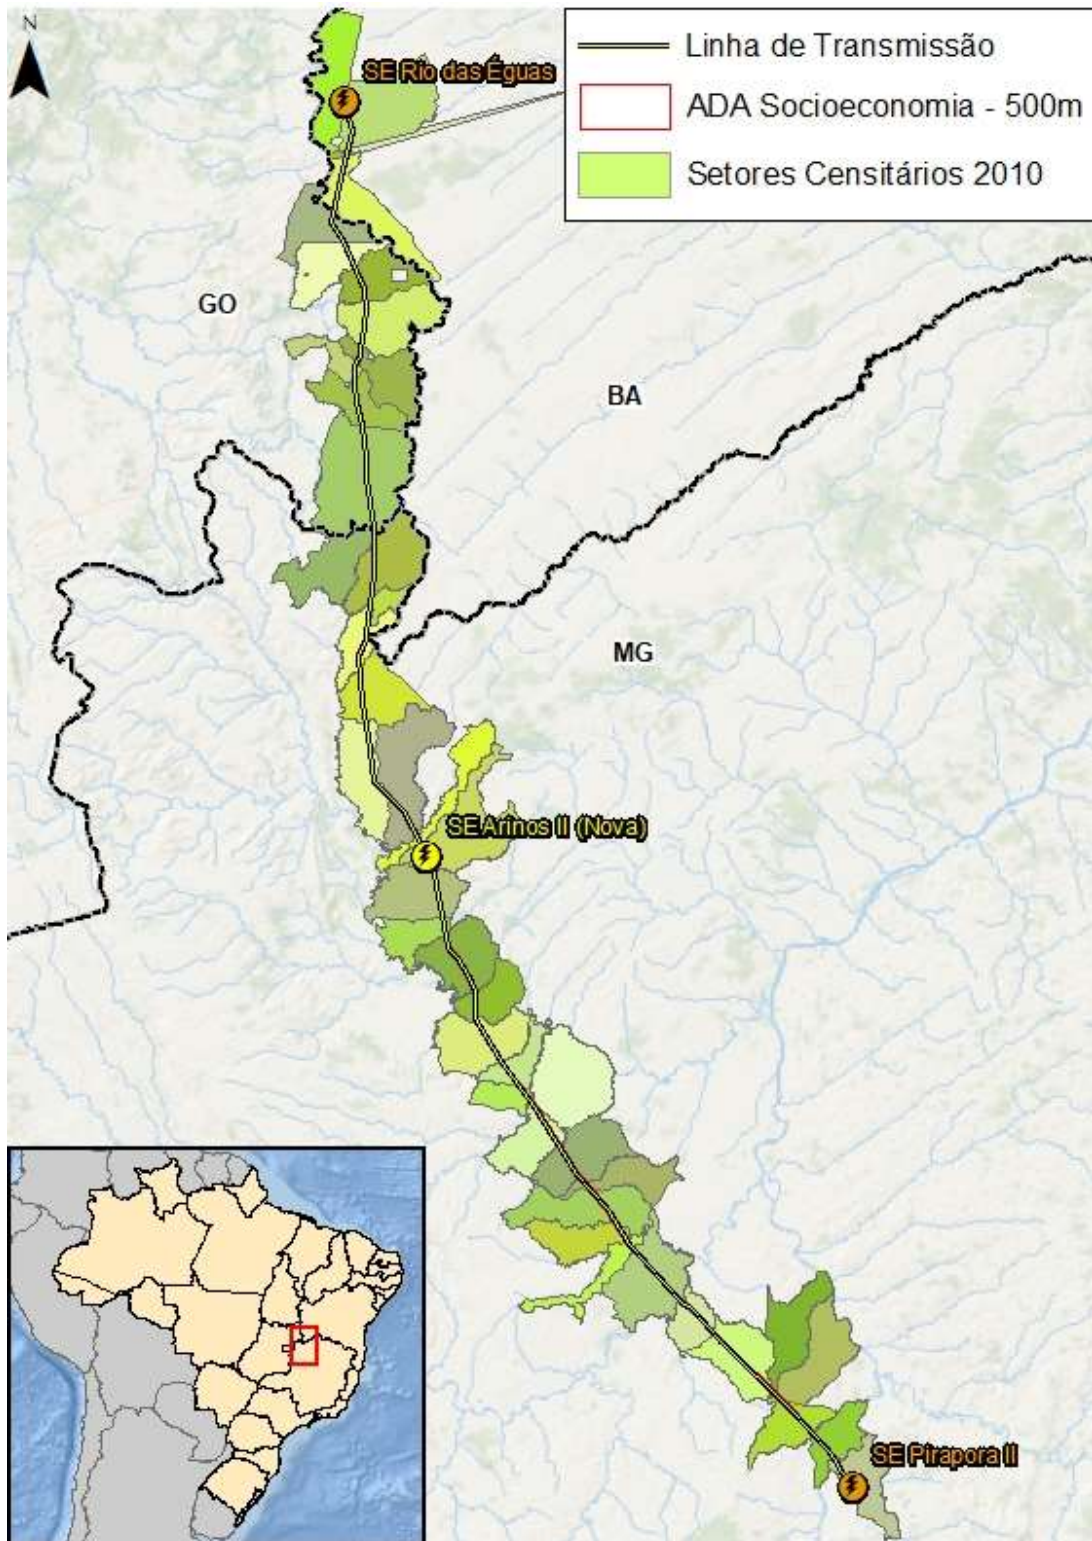 N
Linha de Transmissão
ADA Socioeconomia - 500m
Setores Censitários 2010
SE Rio das Éguas
GO
BA
MG
SE Arinos II (Nova)
SE Pirapora II